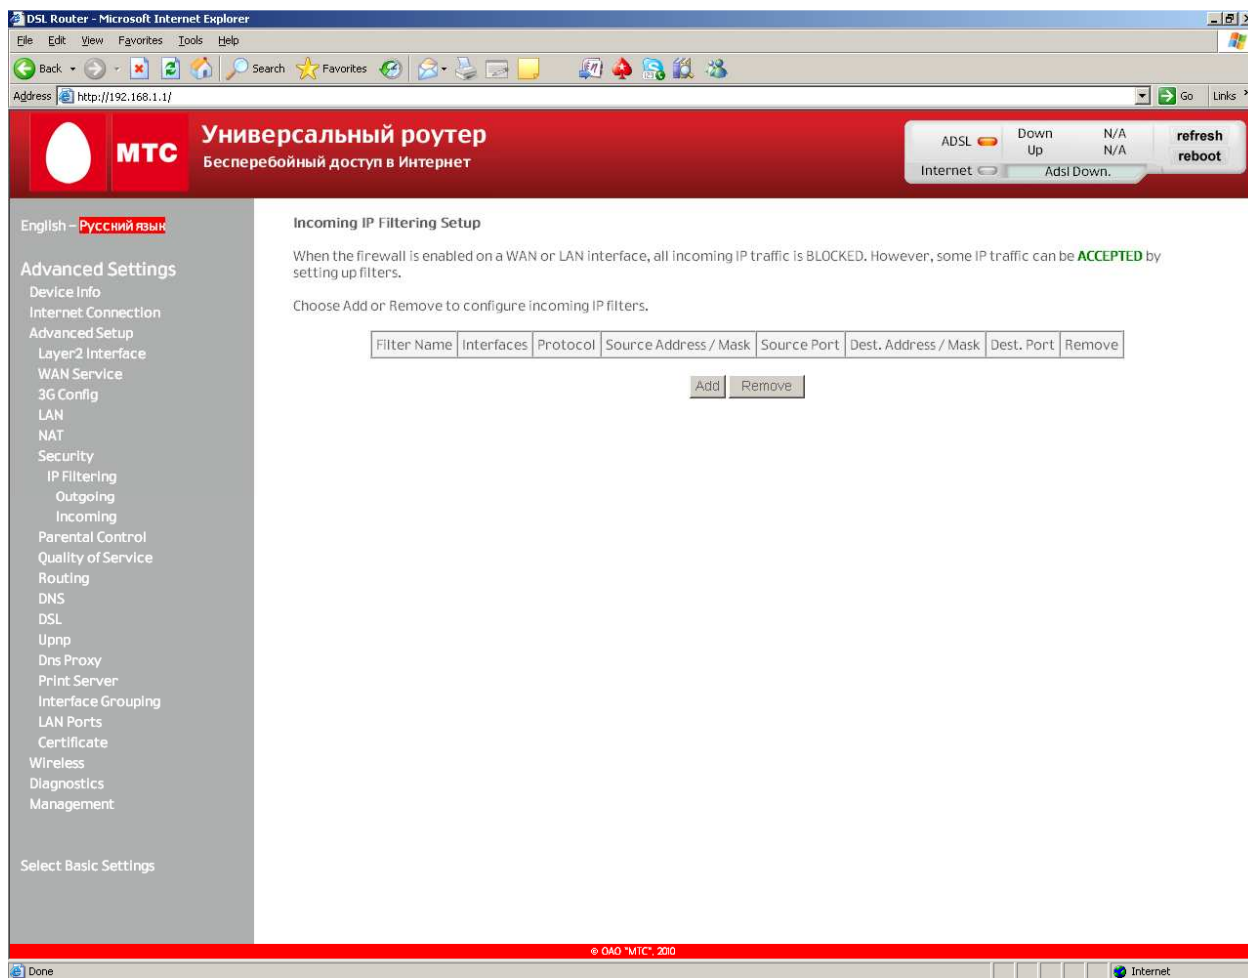 DSL Router - Microsoft Internet Explorer
File Edit View Favorites Tools Help
Back Search Favorites
Address http://192.168.1.1/ Go Links
МТС
Универсальный роутер
Бесперебойный доступ в Интернет
ADSL Down N/A refresh
Up N/A reboot
Internet Adsl Down.
English – Русский язык
Advanced Settings
Device Info
Internet Connection
Advanced Setup
Layer2 Interface
WAN Service
3G Config
LAN
NAT
Security
IP Filtering
Outgoing
Incoming
Parental Control
Quality of Service
Routing
DNS
DSL
Upnp
Dns Proxy
Print Server
Interface Grouping
LAN Ports
Certificate
Wireless
Diagnostics
Management
Select Basic Settings
Incoming IP Filtering Setup
When the firewall is enabled on a WAN or LAN interface, all incoming IP traffic is BLOCKED. However, some IP traffic can be ACCEPTED by
setting up filters.
Choose Add or Remove to configure incoming IP filters.
Filter Name Interfaces Protocol Source Address / Mask Source Port Dest. Address / Mask Dest. Port Remove
Add Remove
© ОАО "МТС", 2010
Done Internet